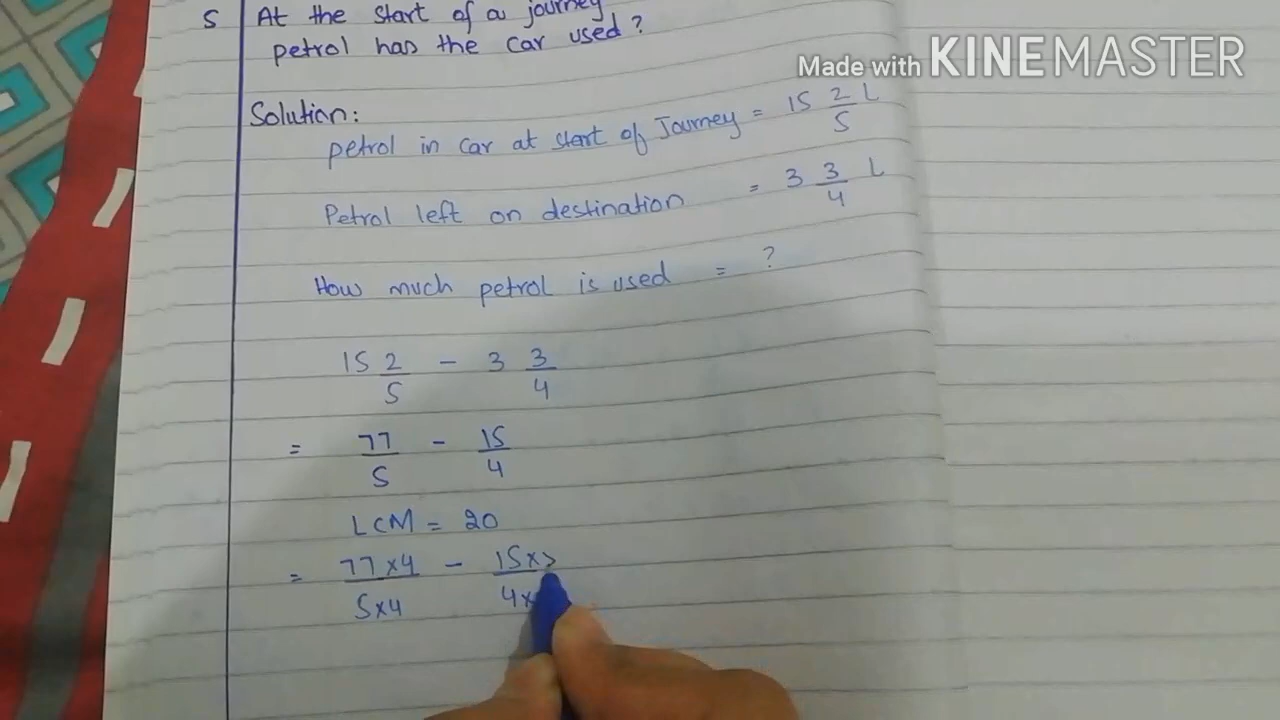 5 At the start of a journey
petrol has the car used?
Made with KINEMASTER
Solution:
petrol in car at start of Journey = 15 2/5 L
Petrol left on destination = 3 3/4 L
How much petrol is used = ?
15 2/5 - 3 3/4
= 77/5 - 15/4
LCM = 20
= 77x4/5x4 - 15x/4x